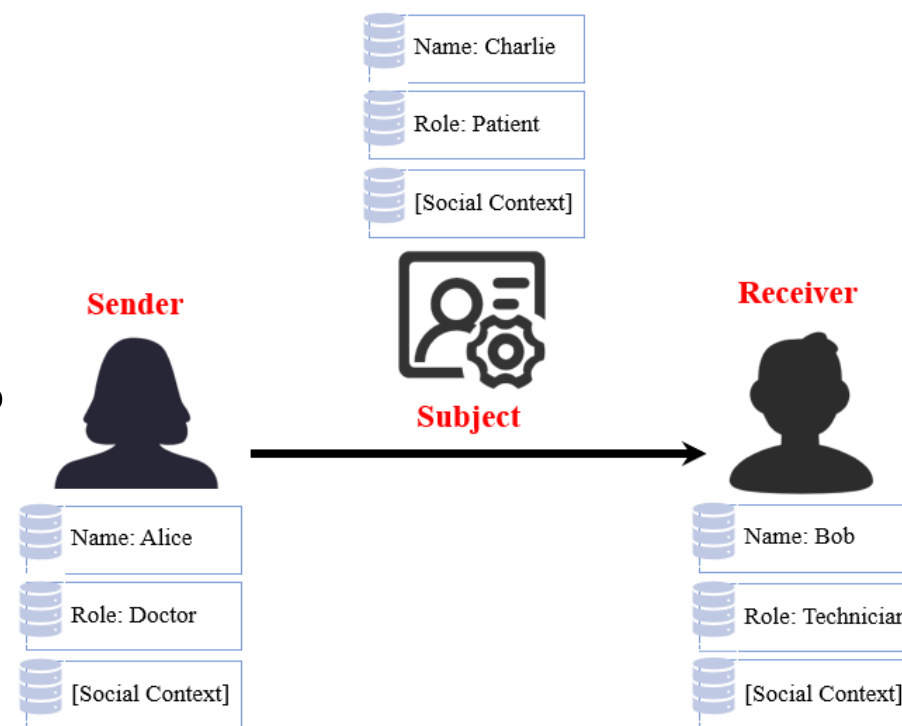 Name: Charlie
Role: Patient
[Social Context]
Sender
Receiver
Subject
Name: Alice
Name: Bob
Role: Doctor
Role: Technician
[Social Context]
[Social Context]